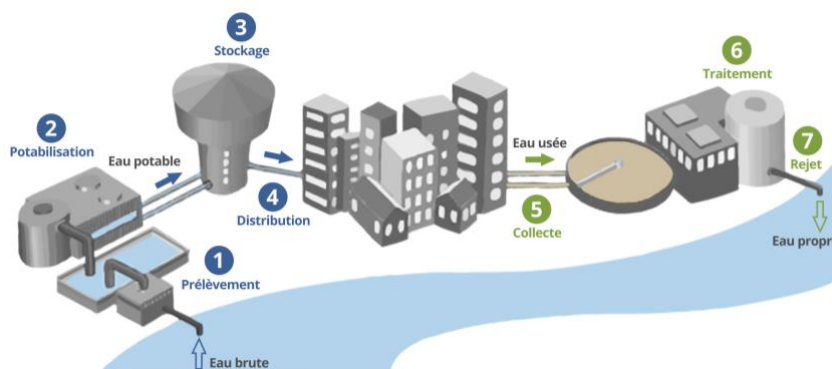 1
Prélèvement
Eau brute
2
Potabilisation
Eau potable
3
Stockage
4
Distribution
Eau usée
5
Collecte
6
Traitement
7
Rejet
Eau propr